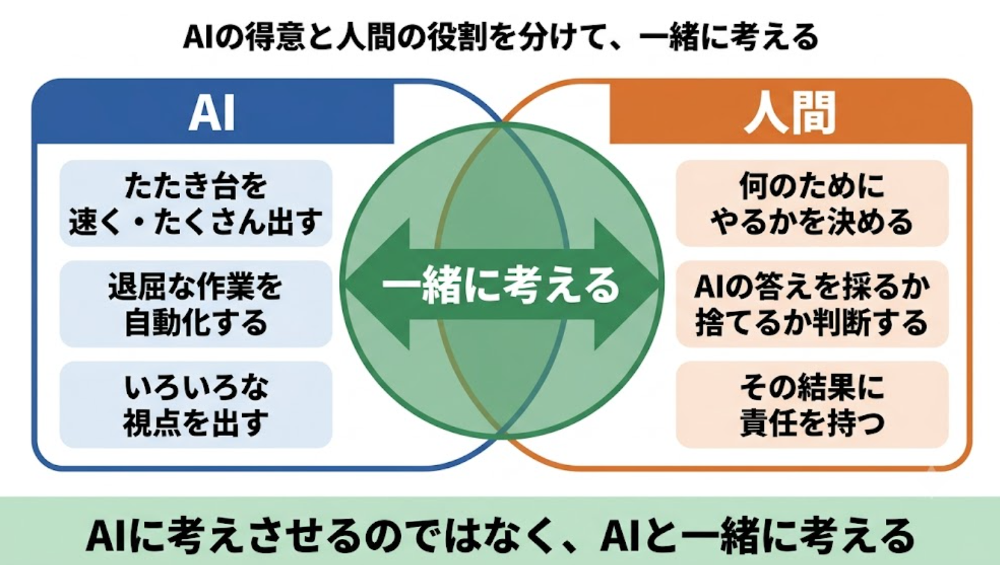 AIの得意と人間の役割を分けて、一緒に考える
AI
たたき台を
速く・たくさん出す
退屈な作業を
自動化する
いろいろな
視点を出す
一緒に考える
人間
何のために
やるかを決める
AIの答えを採るか
捨てるか判断する
その結果に
責任を持つ
AIに考えさせるのではなく、AIと一緒に考える